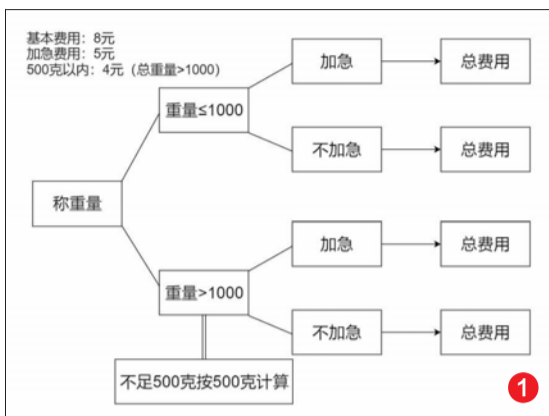 基本费用：8元
加急费用：5元
500克以内：4元（总重量>1000）
加急
总费用
重量≤1000
不加急
总费用
称重量
加急
总费用
重量>1000
不加急
总费用
不足500克按500克计算
1